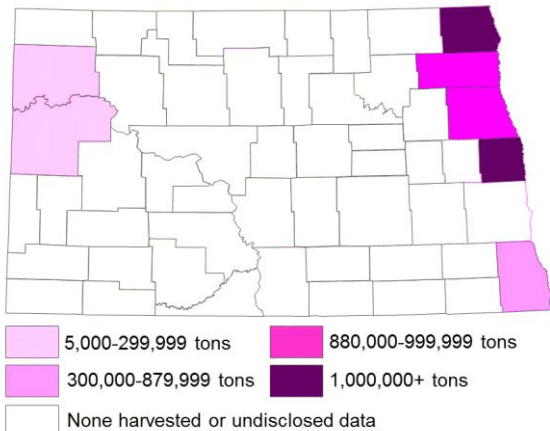 5,000-299,999 tons
880,000-999,999 tons
300,000-879,999 tons
1,000,000+ tons
None harvested or undisclosed data